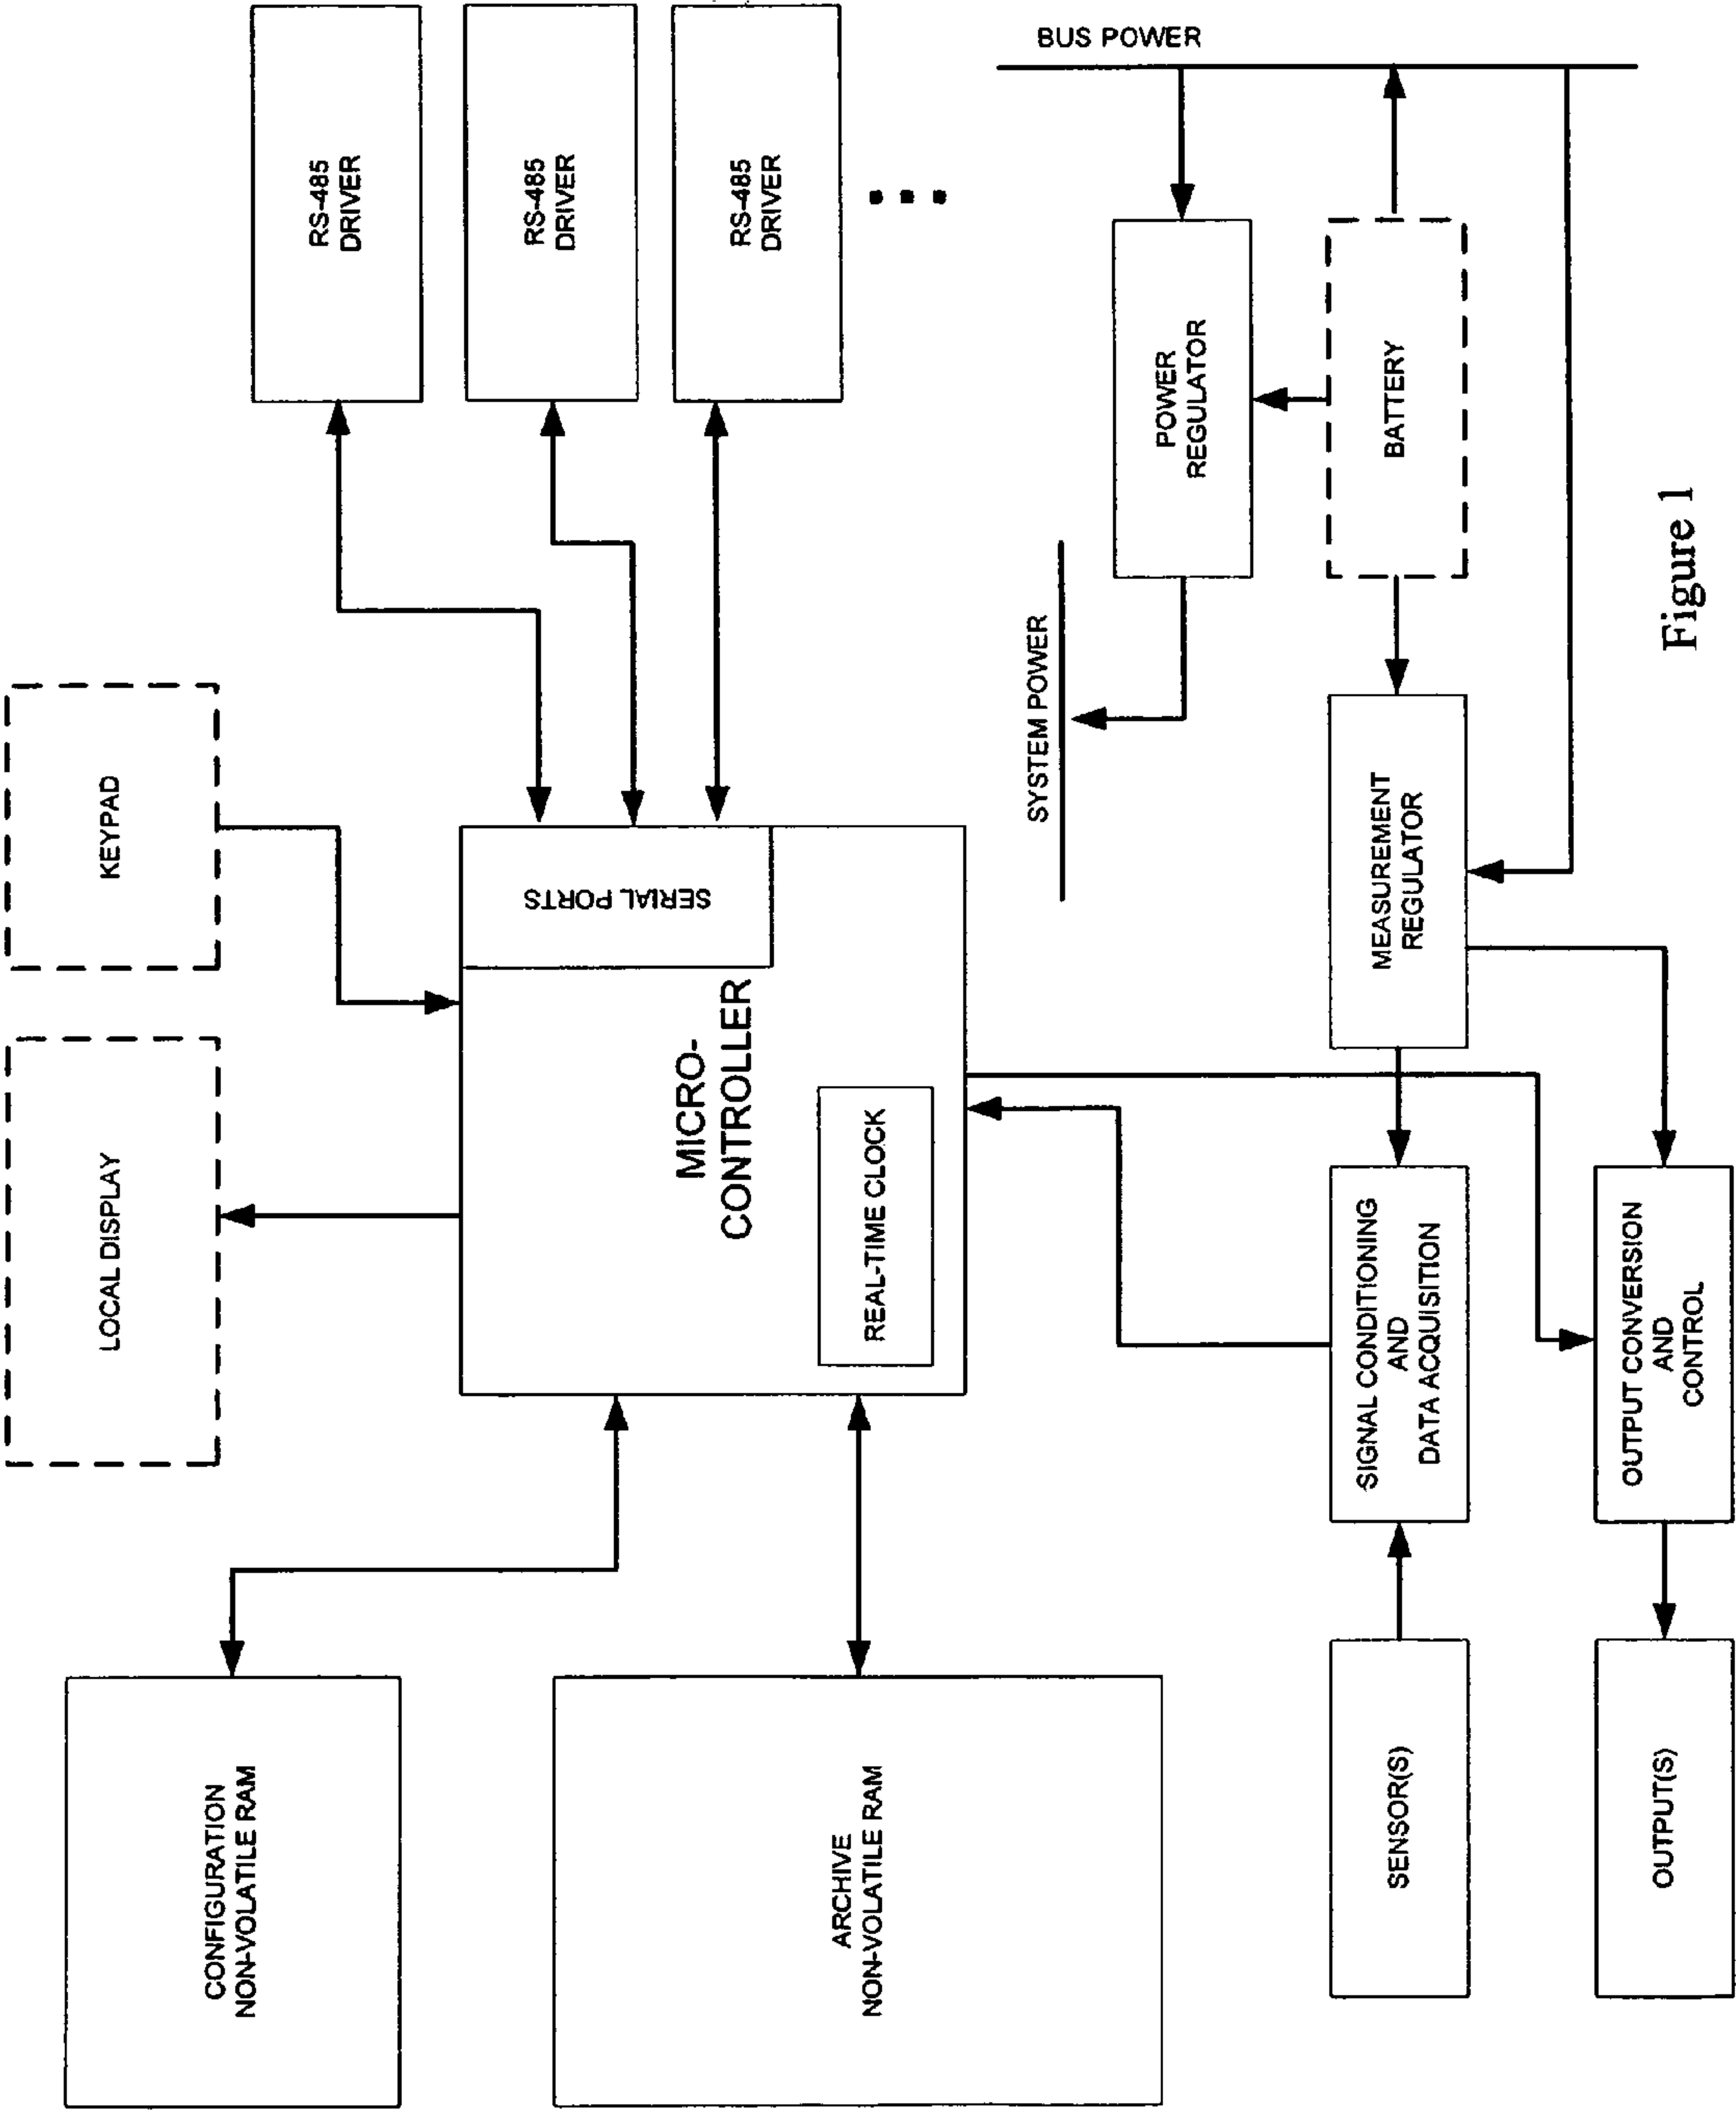 CONFIGURATION
NON-VOLATILE RAM
LOCAL DISPLAY
KEYPAD
RS-485
DRIVER
RS-485
DRIVER
RS-485
DRIVER
SERIAL PORTS
MICRO-
CONTROLLER
REAL-TIME CLOCK
ARCHIVE
NON-VOLATILE RAM
BUS POWER
SYSTEM POWER
POWER
REGULATOR
SENSOR(S)
SIGNAL CONDITIONING
AND
DATA ACQUISITION
MEASUREMENT
REGULATOR
BATTERY
OUTPUT(S)
OUTPUT CONVERSION
AND
CONTROL
Figure 1